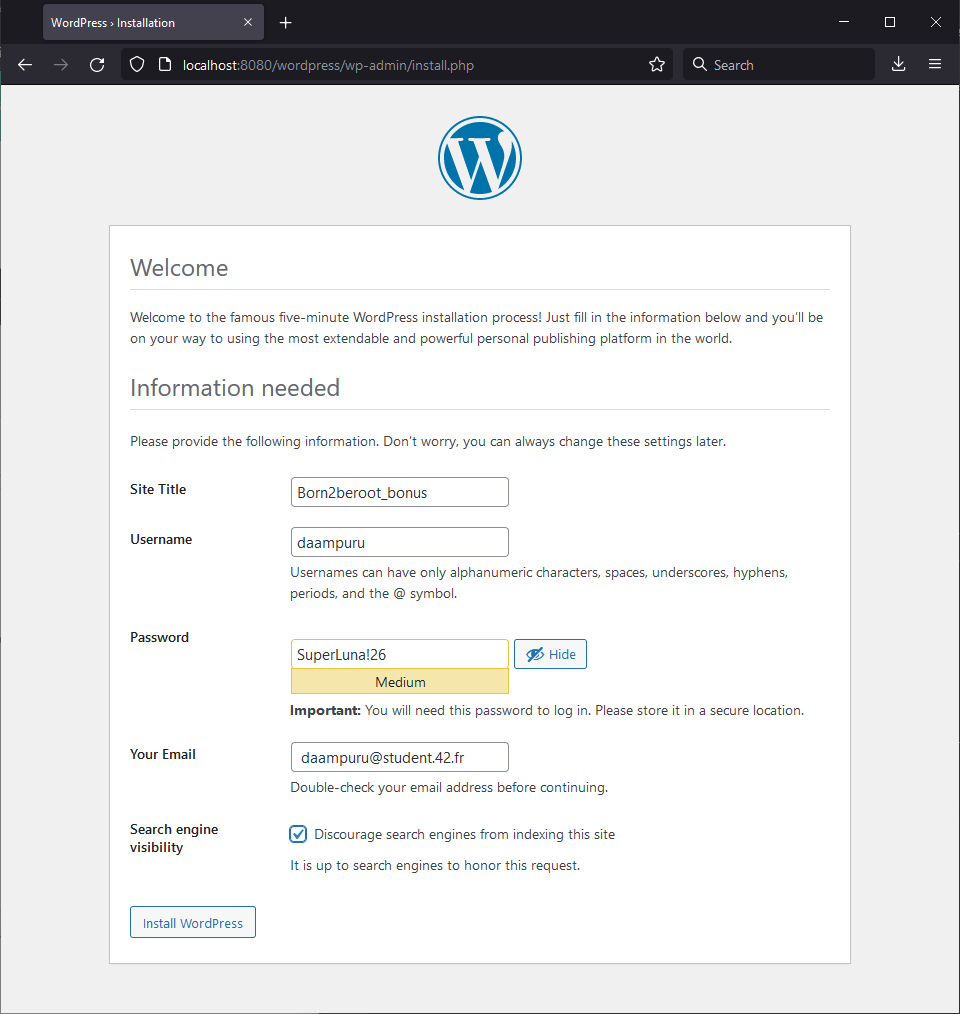 WordPress › Installation
localhost:8080/wordpress/wp-admin/install.php
Search
Welcome
Welcome to the famous five-minute WordPress installation process! Just fill in the information below and you'll be
on your way to using the most extendable and powerful personal publishing platform in the world.
Information needed
Please provide the following information. Don't worry, you can always change these settings later.
Site Title
Born2beroot_bonus
Username
daampuru
Usernames can have only alphanumeric characters, spaces, underscores, hyphens,
periods, and the @ symbol.
Password
SuperLuna!26
Hide
Medium
Important: You will need this password to log in. Please store it in a secure location.
Your Email
daampuru@student.42.fr
Double-check your email address before continuing.
Search engine
visibility
Discourage search engines from indexing this site
It is up to search engines to honor this request.
Install WordPress